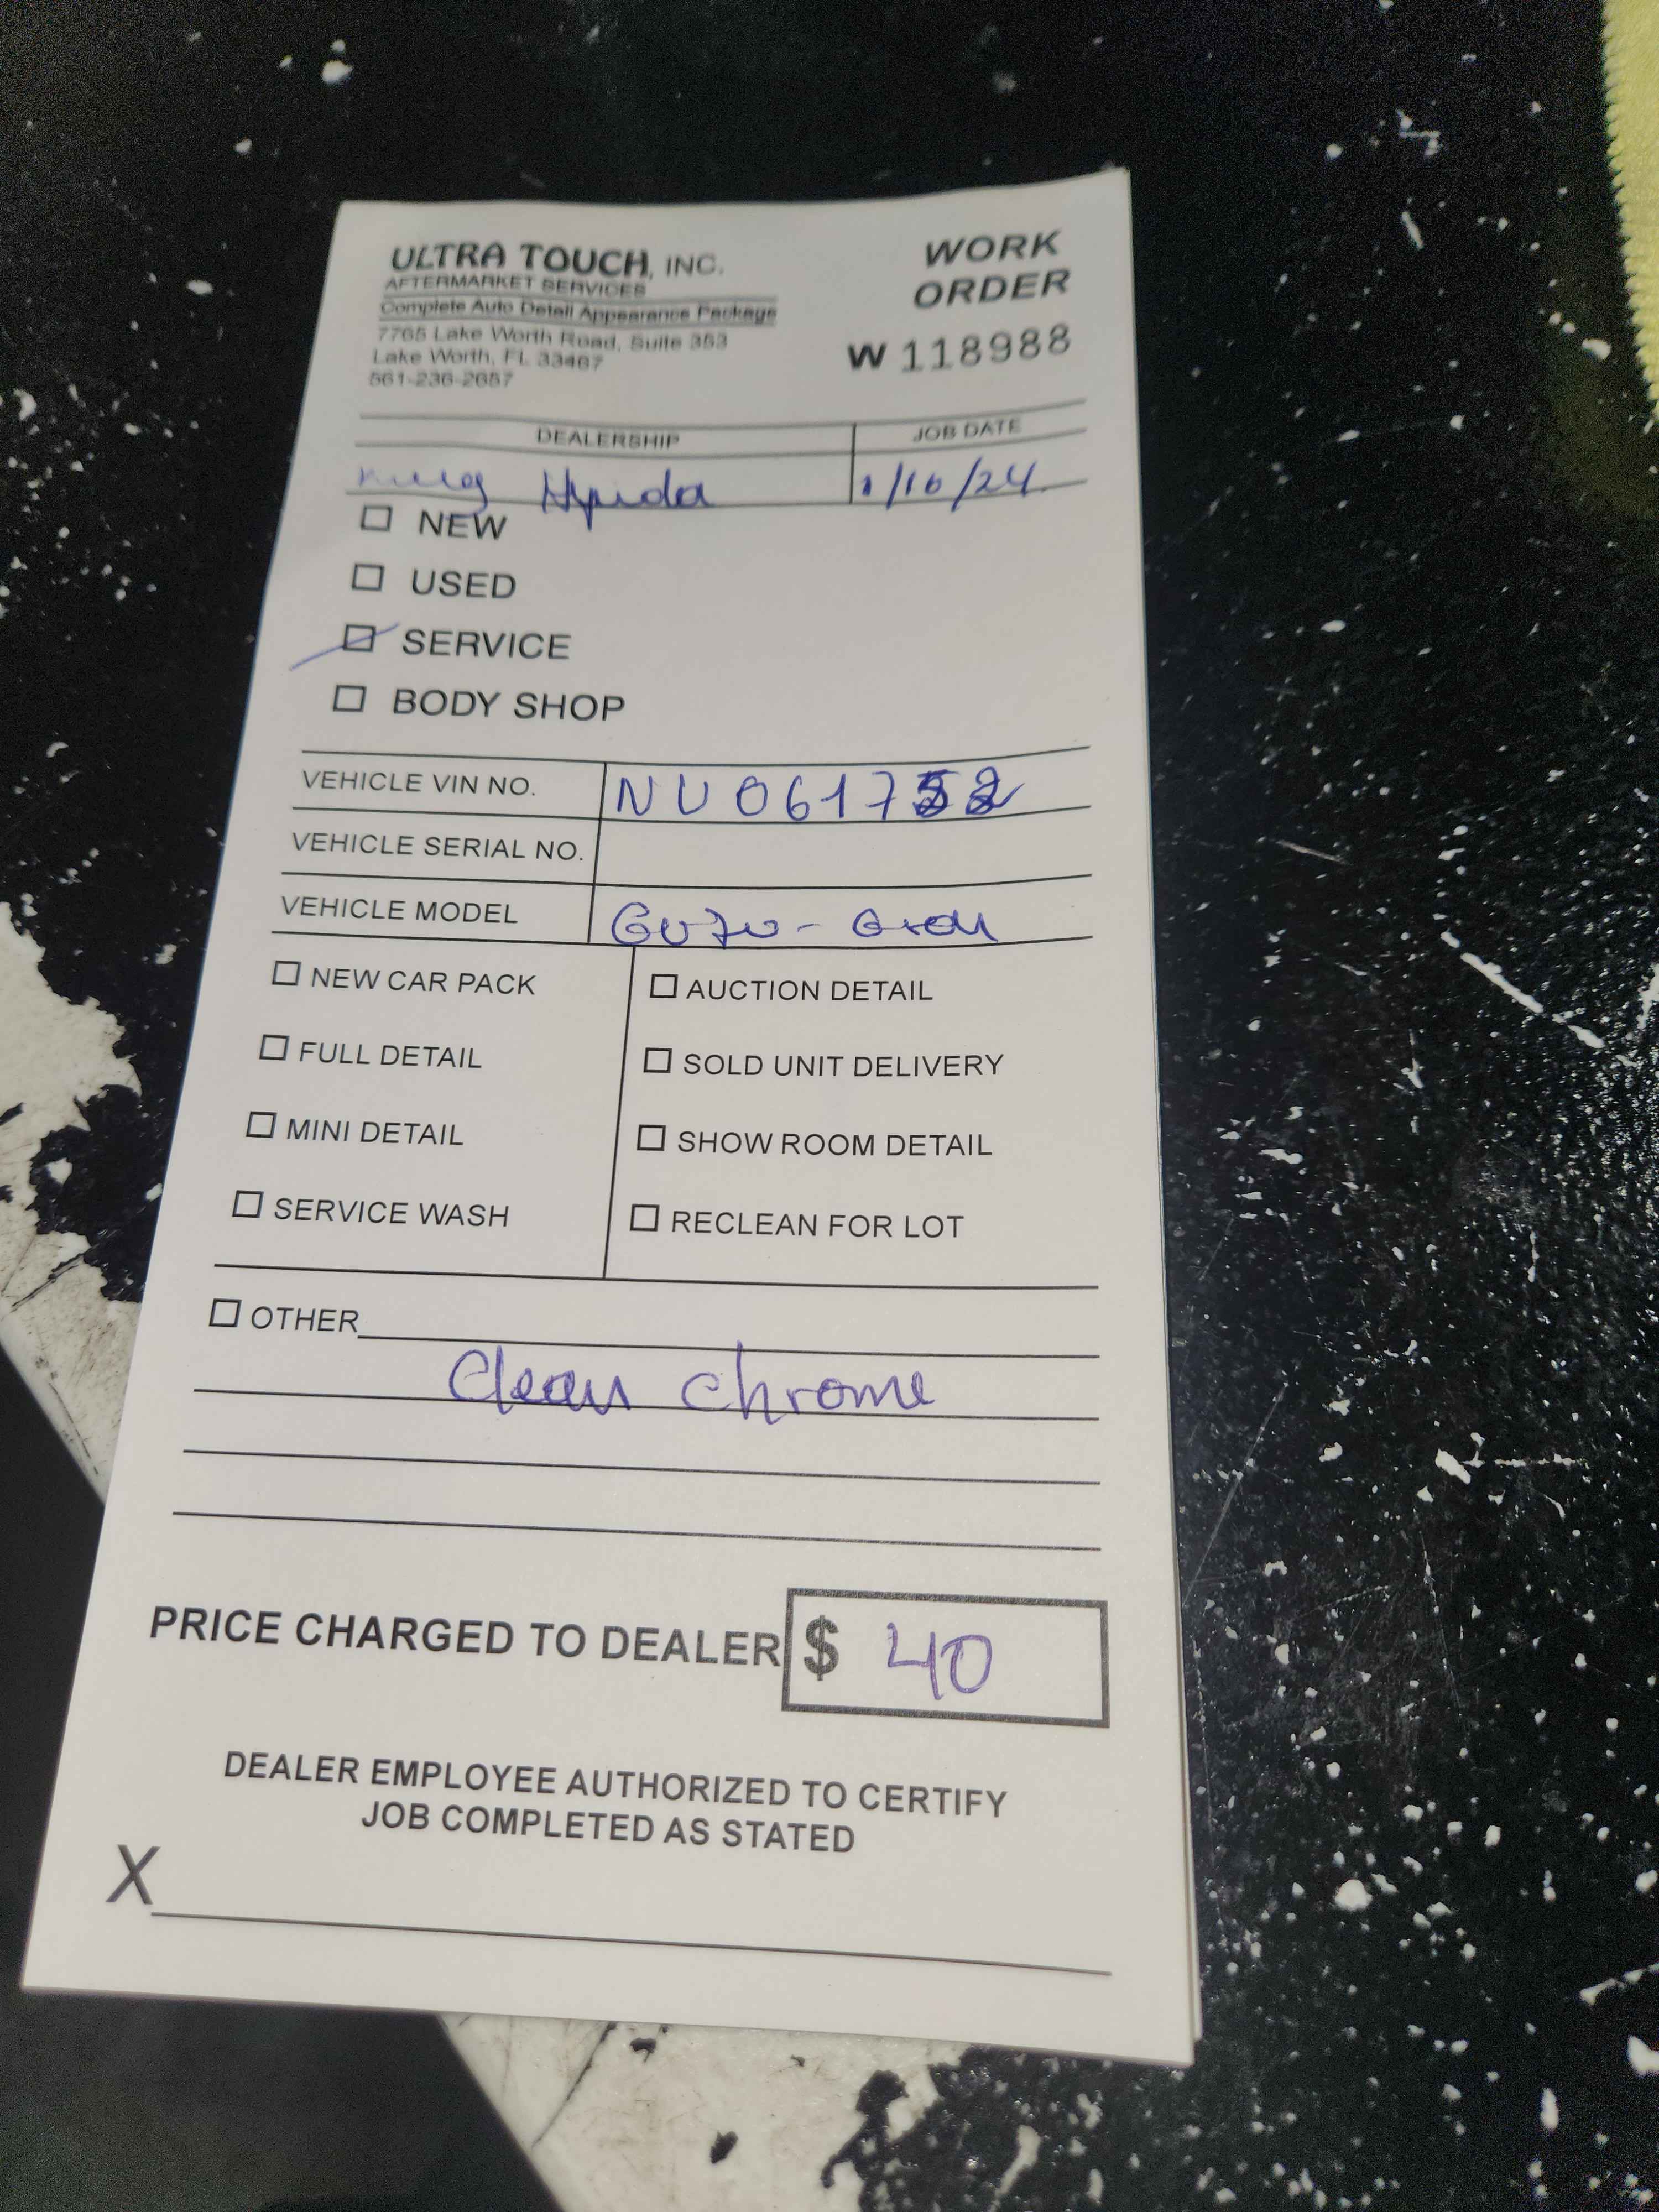 ULTRA TOUCH, INC.
AFTERMARKET SERVICES
Complete Auto Detail Appearance Package
7765 Lake Worth Road, Suite 353
Lake Worth, FL 33467
561-236-2657
WORK
ORDER
W 118988
DEALERSHIP
JOB DATE
/16/24
NEW
USED
SERVICE
BODY SHOP
VEHICLE VIN NO. NU061752
VEHICLE SERIAL NO.
VEHICLE MODEL
NEW CAR PACK
FULL DETAIL
MINI DETAIL
SERVICE WASH
AUCTION DETAIL
SOLD UNIT DELIVERY
SHOW ROOM DETAIL
RECLEAN FOR LOT
OTHER
Clean chrome
PRICE CHARGED TO DEALER $ 40
DEALER EMPLOYEE AUTHORIZED TO CERTIFY
JOB COMPLETED AS STATED
X